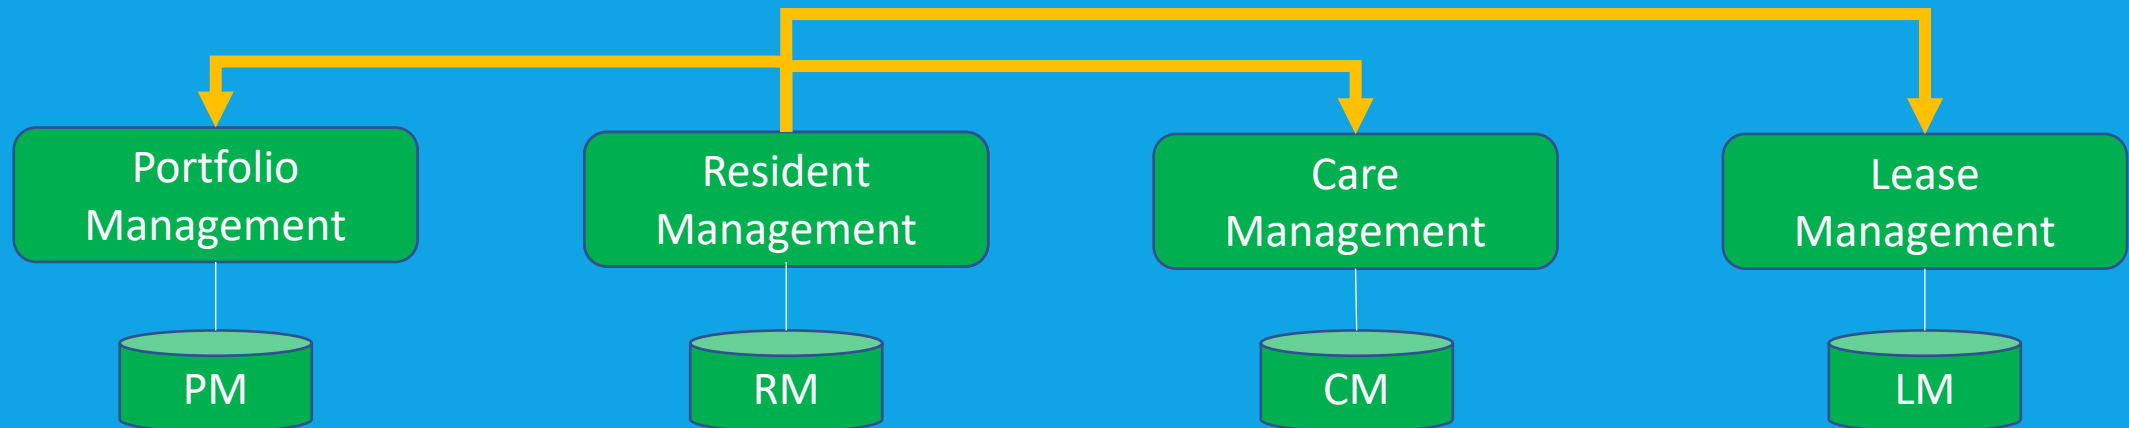 Portfolio
Management
Resident
Management
Care
Management
Lease
Management
PM
RM
CM
LM